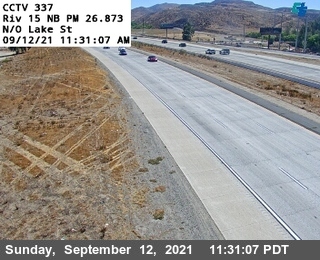 CCTV 337
Riv 15 NB PM 26.873
N/O Lake St
09/12/21 11:31:07 AM
Sunday, September 12, 2021 11:31:07 PDT